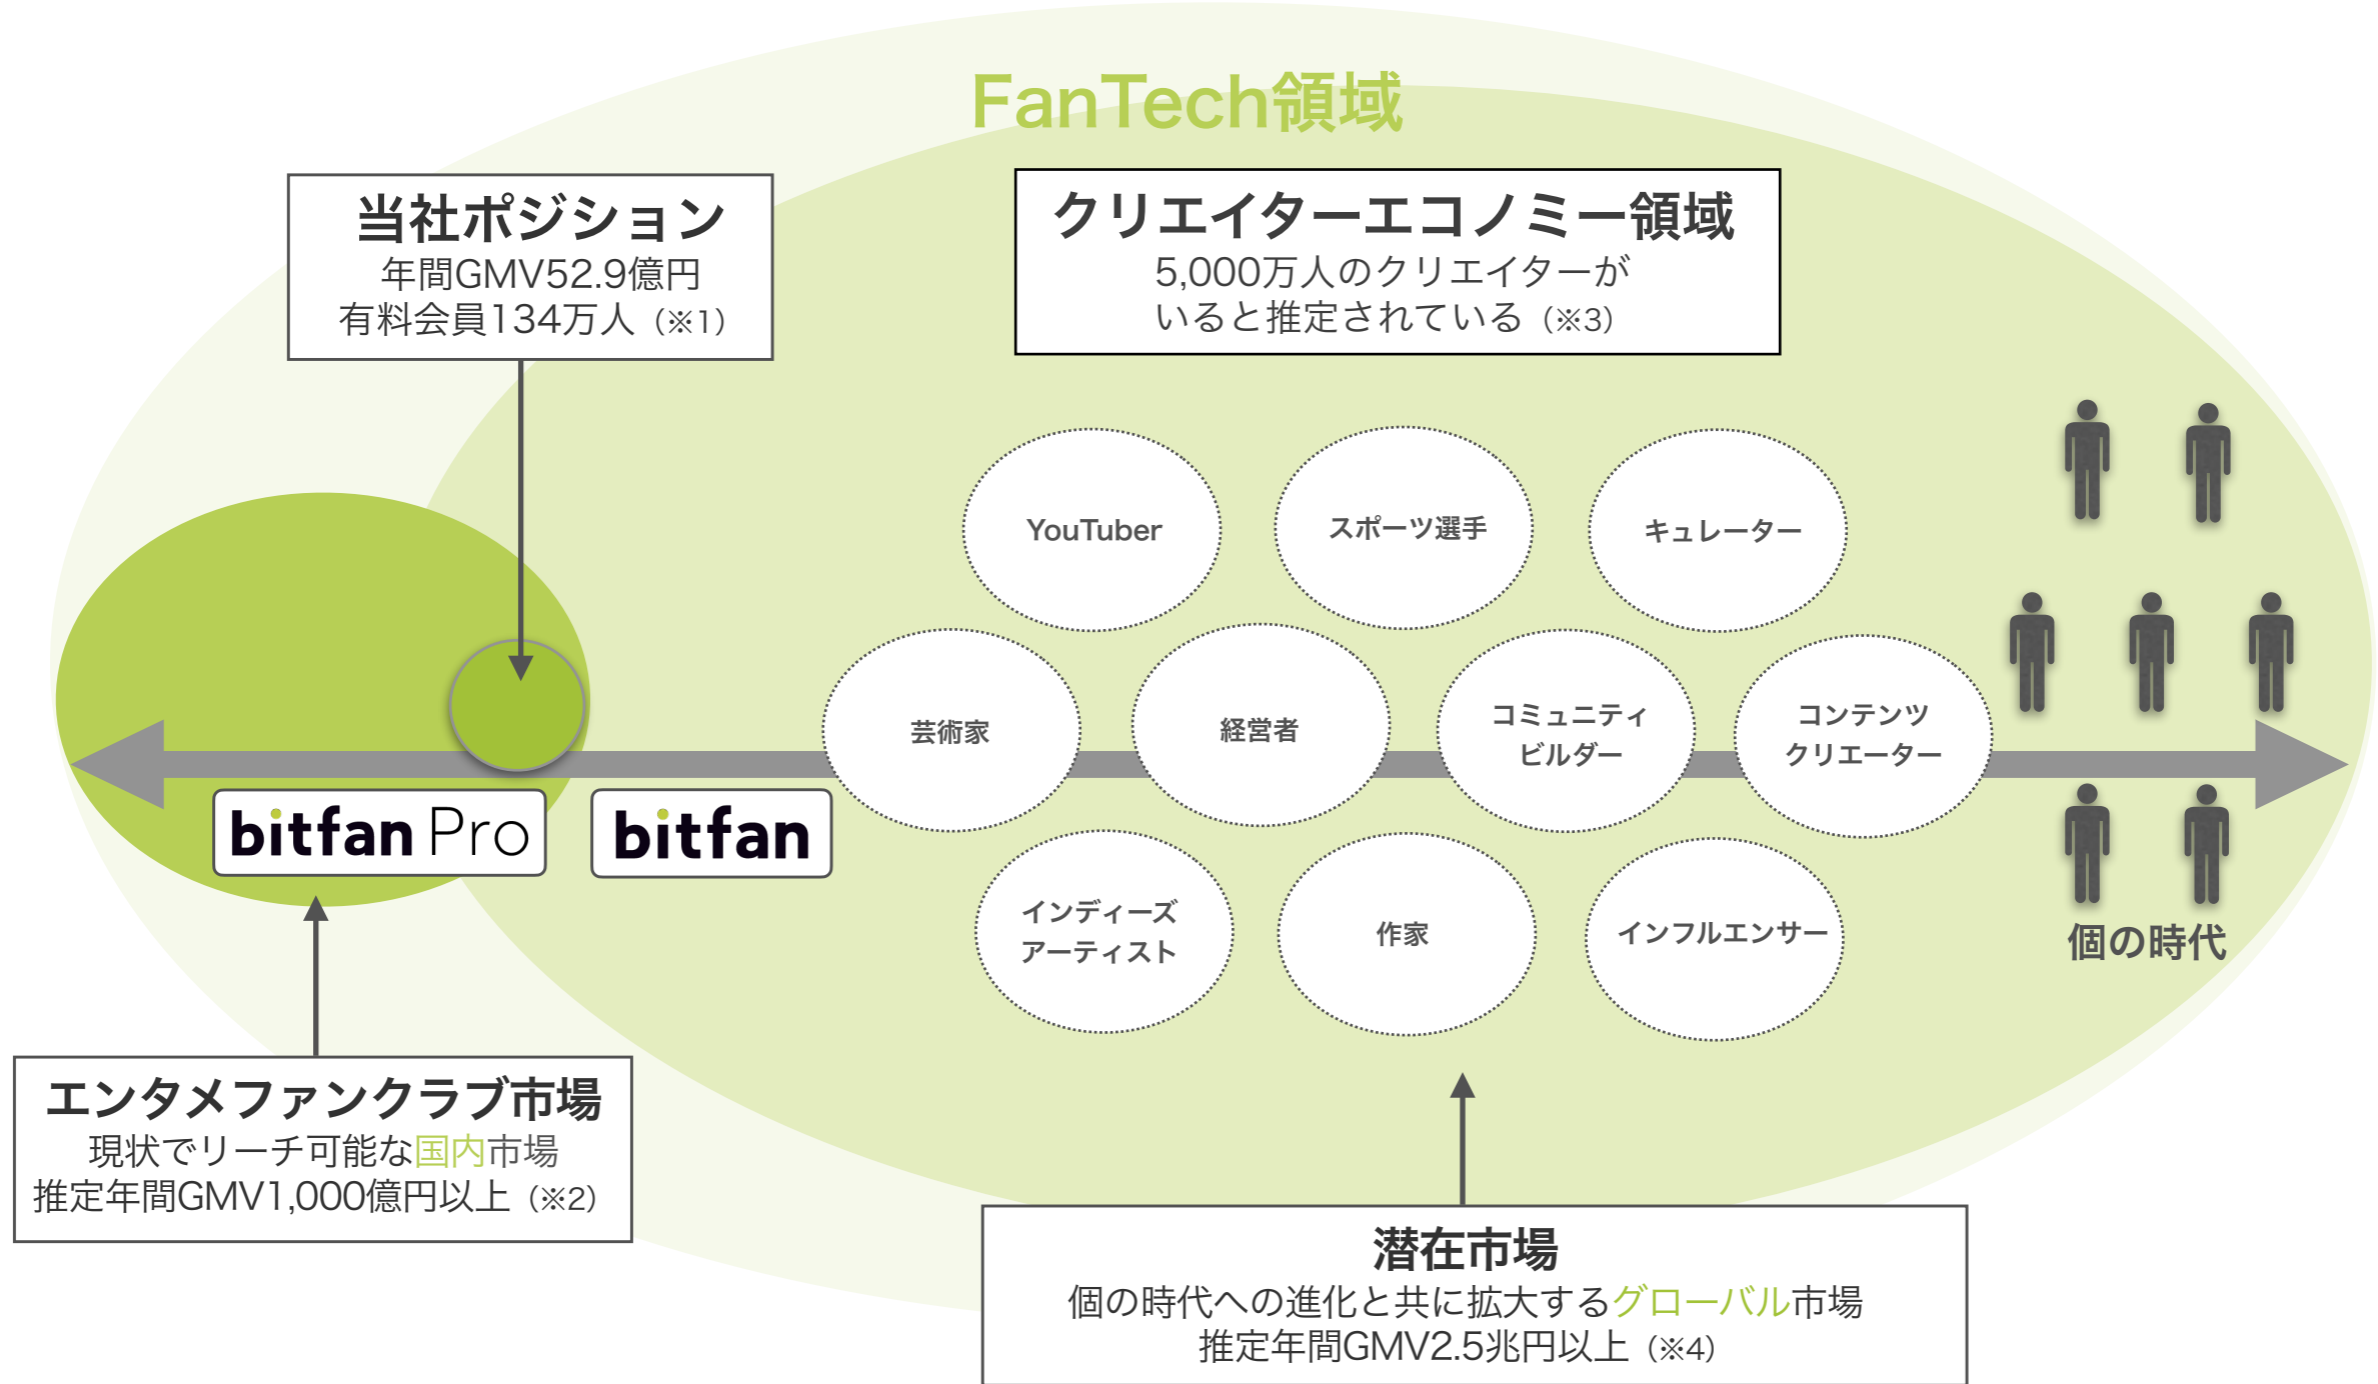 FanTech領域
当社ポジション
年間GMV52.9億円
有料会員134万人（※1）
クリエイターエコノミー領域
5,000万人のクリエイターが
いると推定されている（※3）
YouTuber
スポーツ選手
キュレーター
芸術家
経営者
コミュニティ
ビルダー
コンテンツ
クリエーター
bitfan Pro
bitfan
インディーズ
アーティスト
作家
インフルエンサー
個の時代
エンタメファンクラブ市場
現状でリーチ可能な国内市場
推定年間GMV1,000億円以上（※2）
潜在市場
個の時代への進化と共に拡大するグローバル市場
推定年間GMV2.5兆円以上（※4）